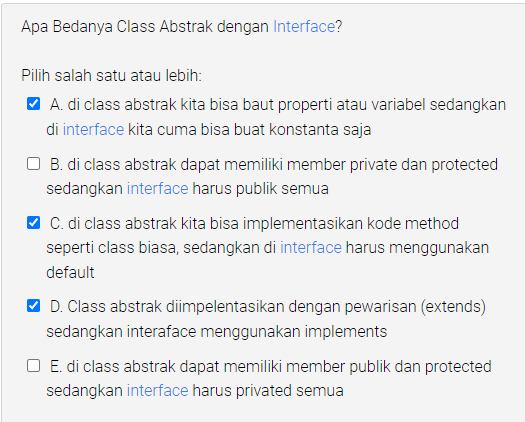 Apa Bedanya Class Abstrak dengan Interface?
Pilih salah satu atau lebih:
A. di class abstrak kita bisa baut properti atau variabel sedangkan
di interface kita cuma bisa buat konstanta saja
B. di class abstrak dapat memiliki member private dan protected
sedangkan interface harus publik semua
C. di class abstrak kita bisa implementasikan kode method
seperti class biasa, sedangkan di interface harus menggunakan
default
D. Class abstrak diimpelentasikan dengan pewarisan (extends)
sedangkan interaface menggunakan implements
E. di class abstrak dapat memiliki member publik dan protected
sedangkan interface harus privated semua